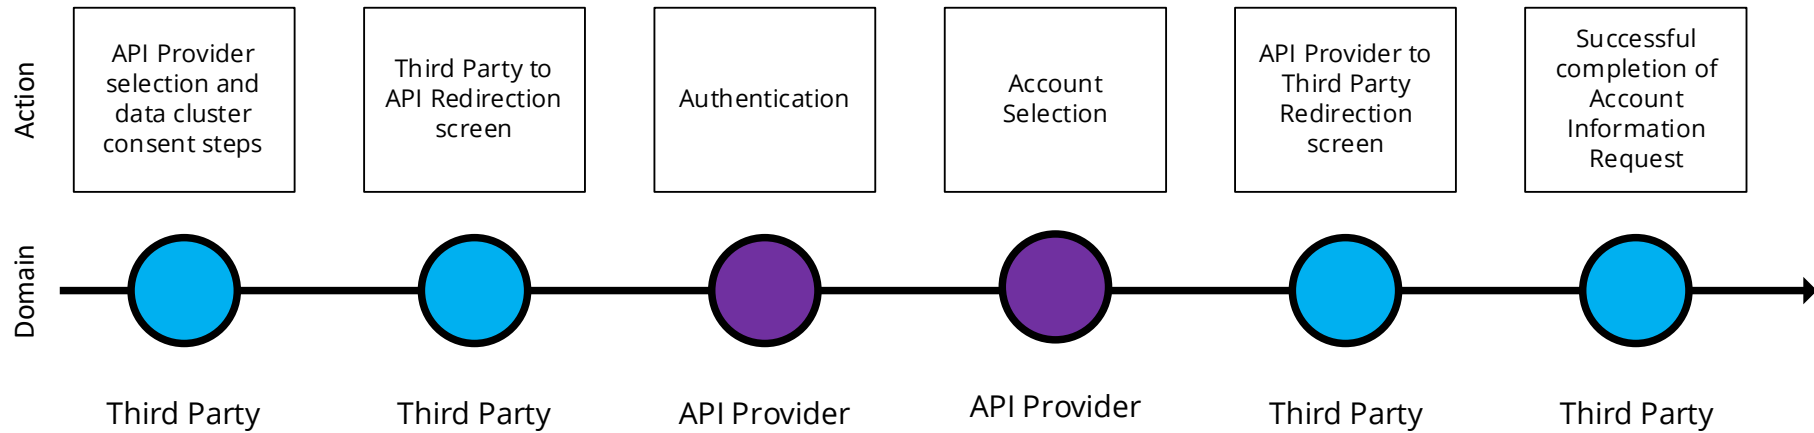 Action
API Provider
selection and
data cluster
consent steps
Third Party to
API Redirection
screen
Authentication
Account
Selection
API Provider to
Third Party
Redirection
screen
Successful
completion of
Account
Information
Request
Domain
Third Party
Third Party
API Provider
API Provider
Third Party
Third Party